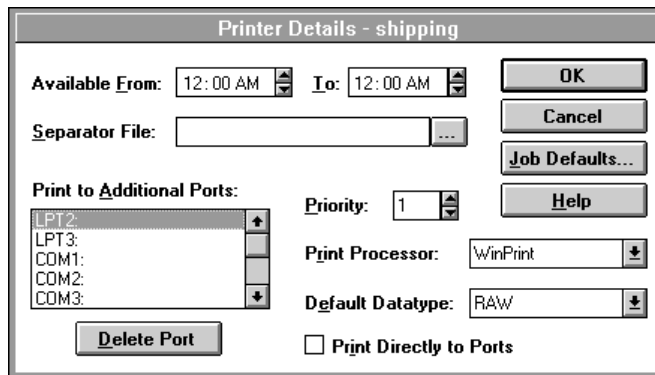 Printer Details - shipping
Available From: 12:00 AM To: 12:00 AM
OK
Separator File: ...
Cancel
Job Defaults...
Help
Print to Additional Ports:
LPT2:
LPT3:
COM1:
COM2:
COM3:
Delete Port
Priority: 1
Print Processor: WinPrint
Default Datatype: RAW
Print Directly to Ports